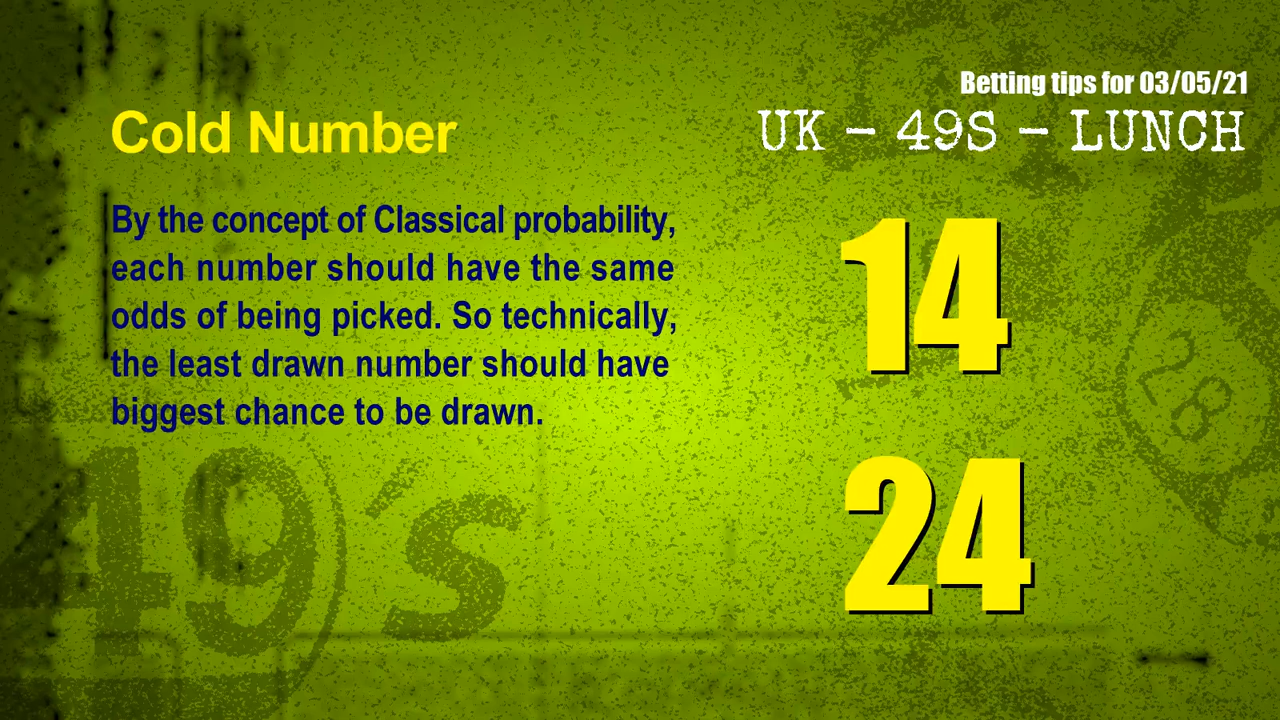 Betting tips for 03/05/21
UK - 49S - LUNCH
Cold Number
By the concept of Classical probability,
each number should have the same
odds of being picked. So technically,
the least drawn number should have
biggest chance to be drawn.
14
24
28
49's